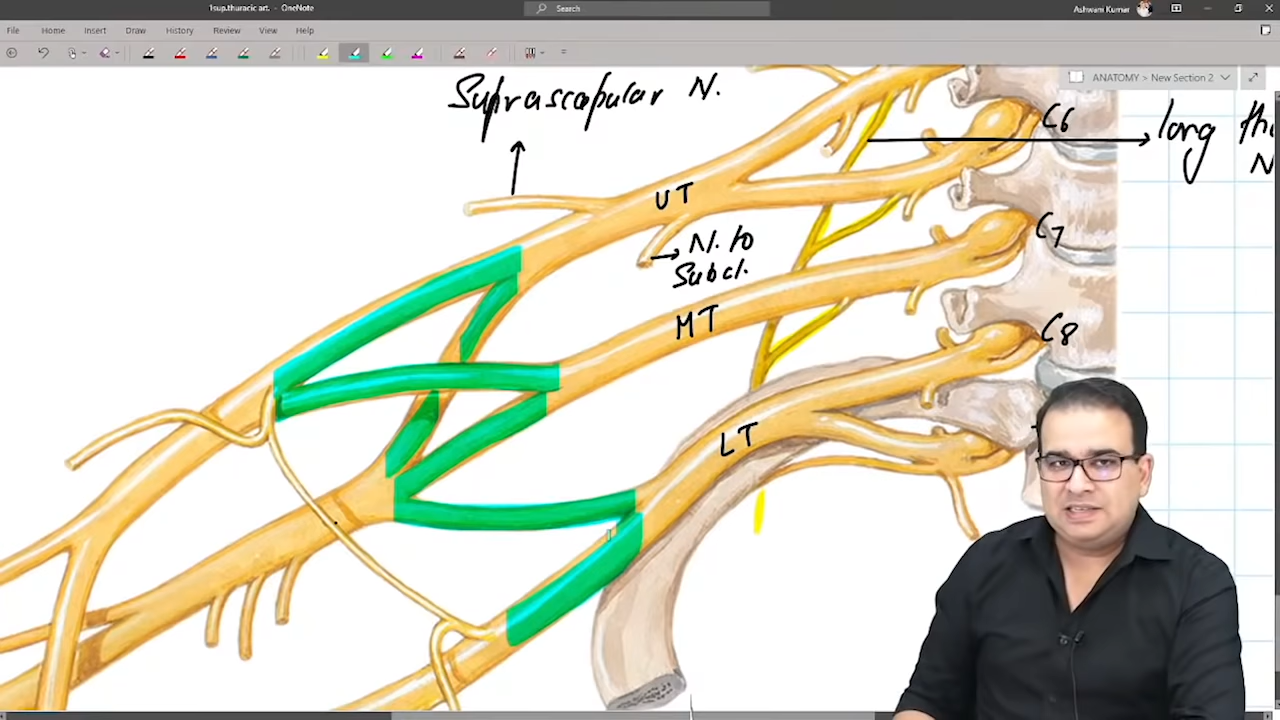 1sup.thuracic art. - OneNote
Search
Ashwani Kumar
File Home Insert Draw History Review View Help
ANATOMY > New Section 2
Suprascapular N.
C6
long
N
UT
C7
N. to
Subcl.
MT
C8
LT